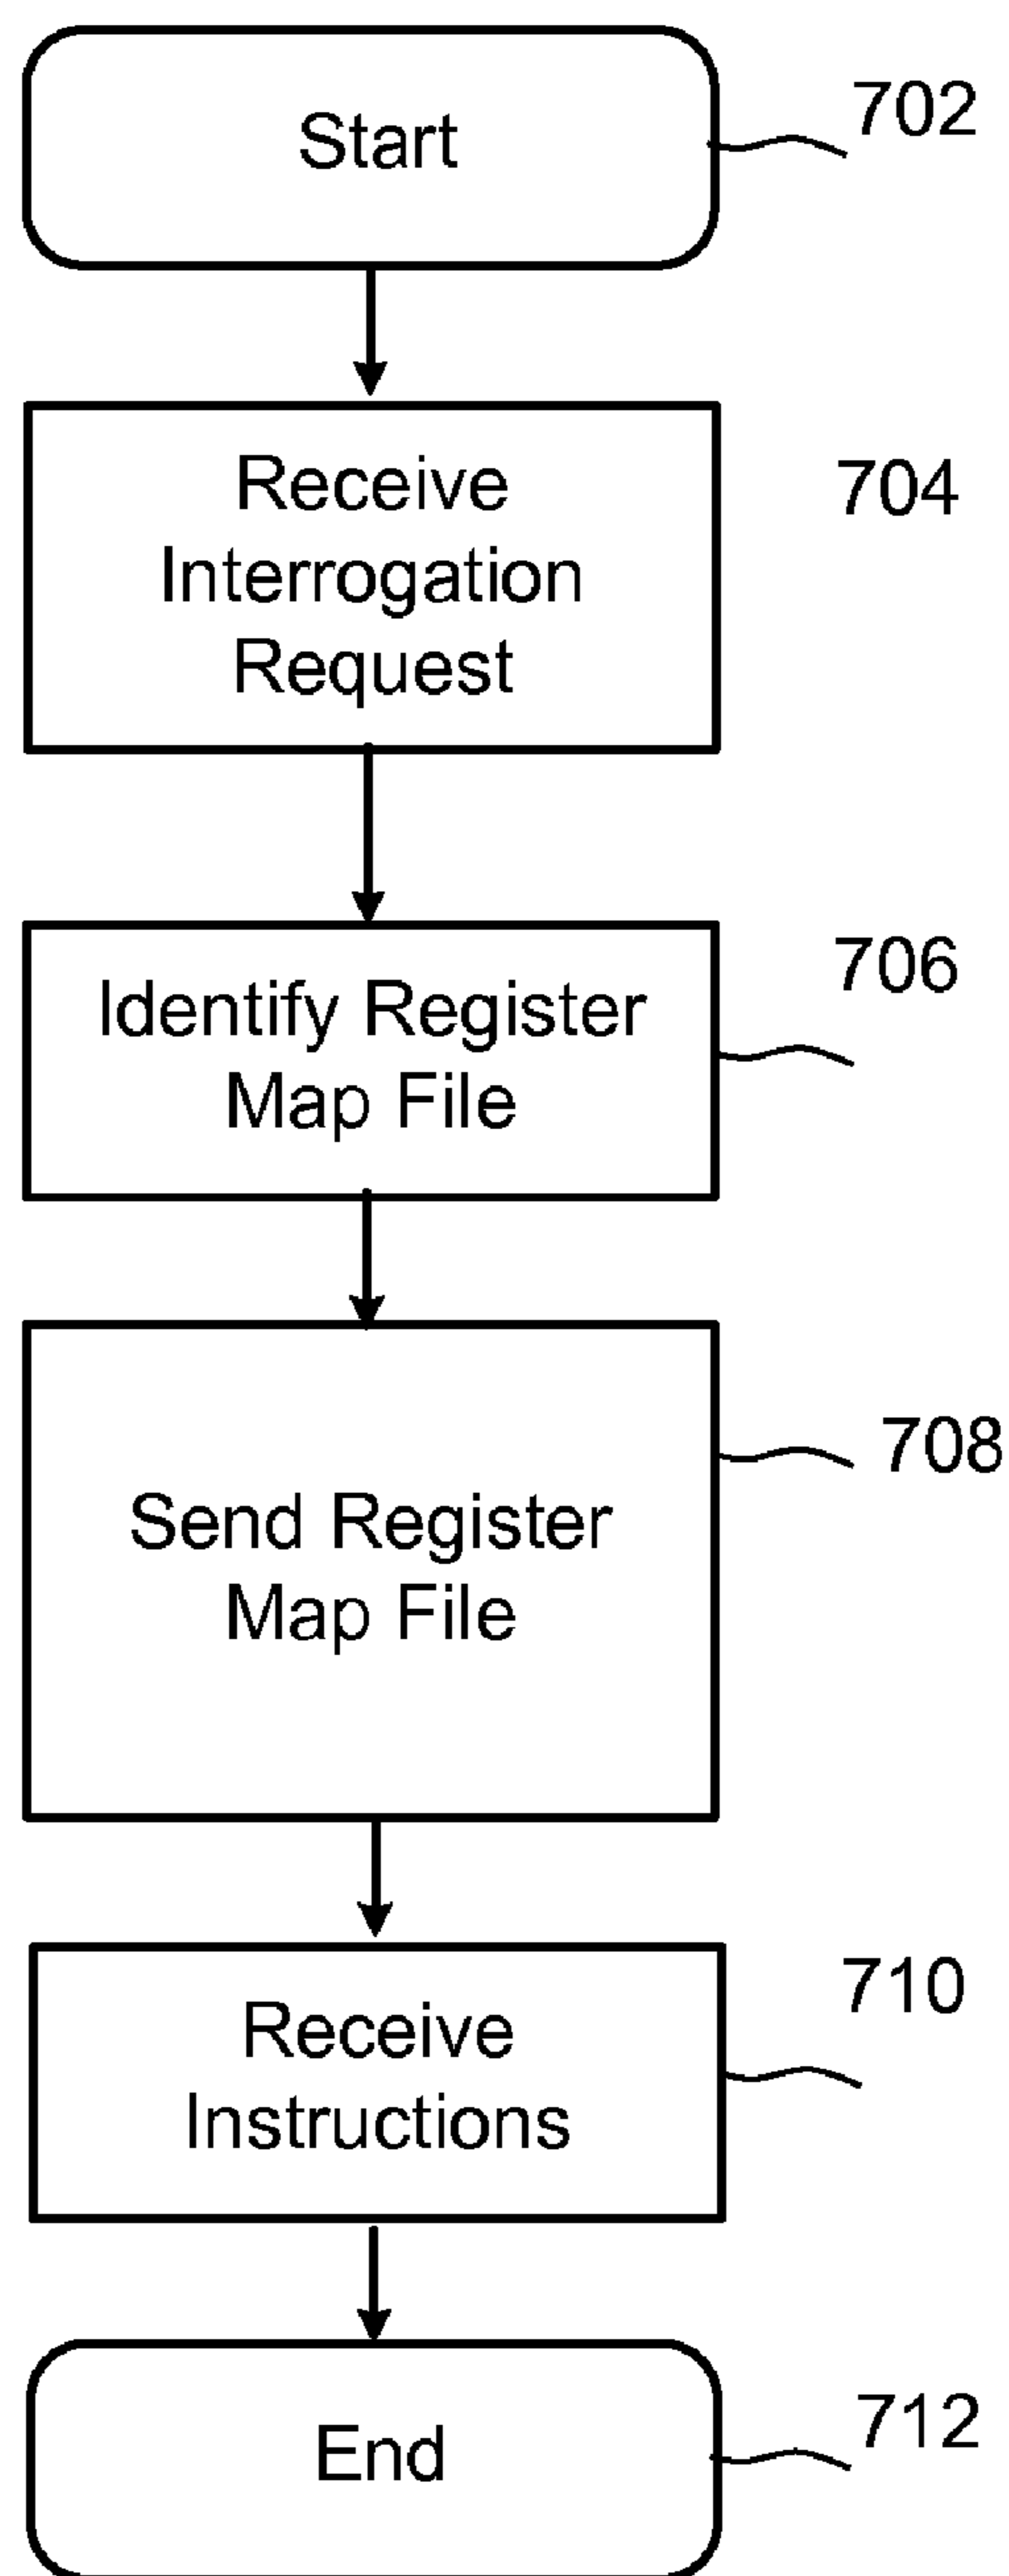 Start
702
Receive
Interrogation
Request
704
Identify Register
Map File
706
Send Register
Map File
708
Receive
Instructions
710
End
712